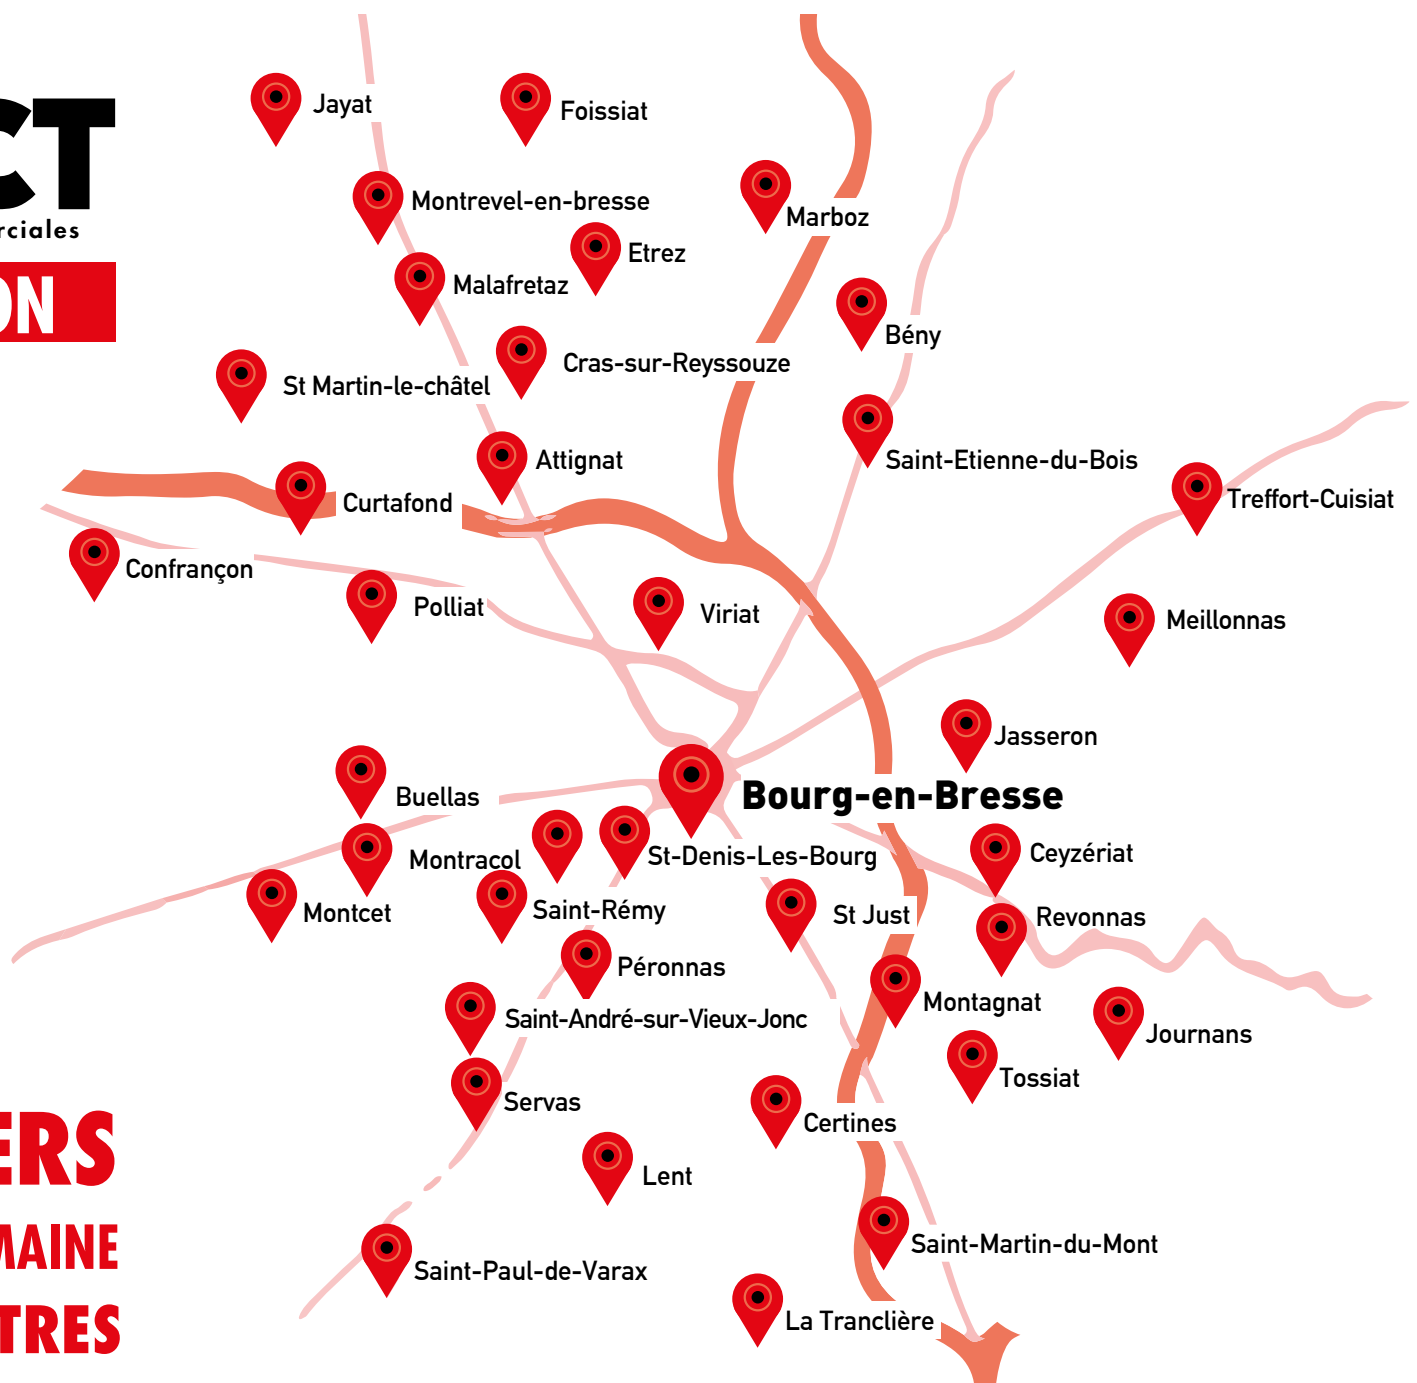 CT
rciales
ON
Jayat
Foissiat
Montrevel-en-bresse
Marboz
Etrez
Malafretaz
Bény
Cras-sur-Reyssouze
St Martin-le-châtel
Attignat
Saint-Etienne-du-Bois
Curtafond
Treffort-Cuisiat
Confrançon
Polliat
Viriat
Meillonnas
Jasseron
Buellas
Bourg-en-Bresse
Montracol
St-Denis-Les-Bourg
Ceyzériat
Montcet
Saint-Rémy
St Just
Revonnas
Péronnas
Saint-André-sur-Vieux-Jonc
Montagnat
Journans
Tossiat
Servas
Certines
Lent
Saint-Martin-du-Mont
Saint-Paul-de-Varax
La Tranclière
ERS
MAINE
TRES